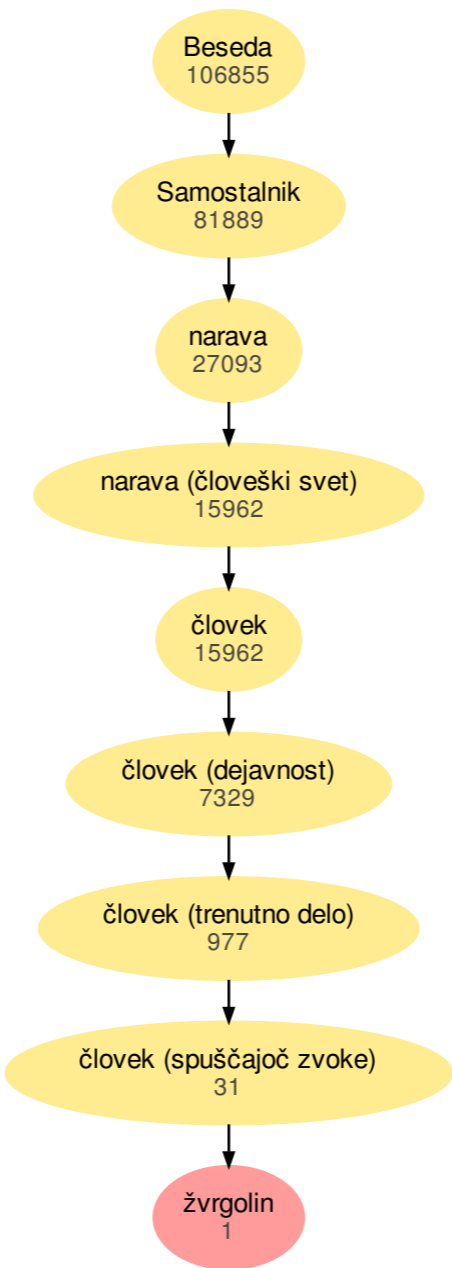 Beseda
106855
Samostalnik
81889
narava
27093
narava (človeški svet)
15962
človek
15962
človek (dejavnost)
7329
človek (trenutno delo)
977
človek (spuščajoč zvoke)
31
žvrgolin
1